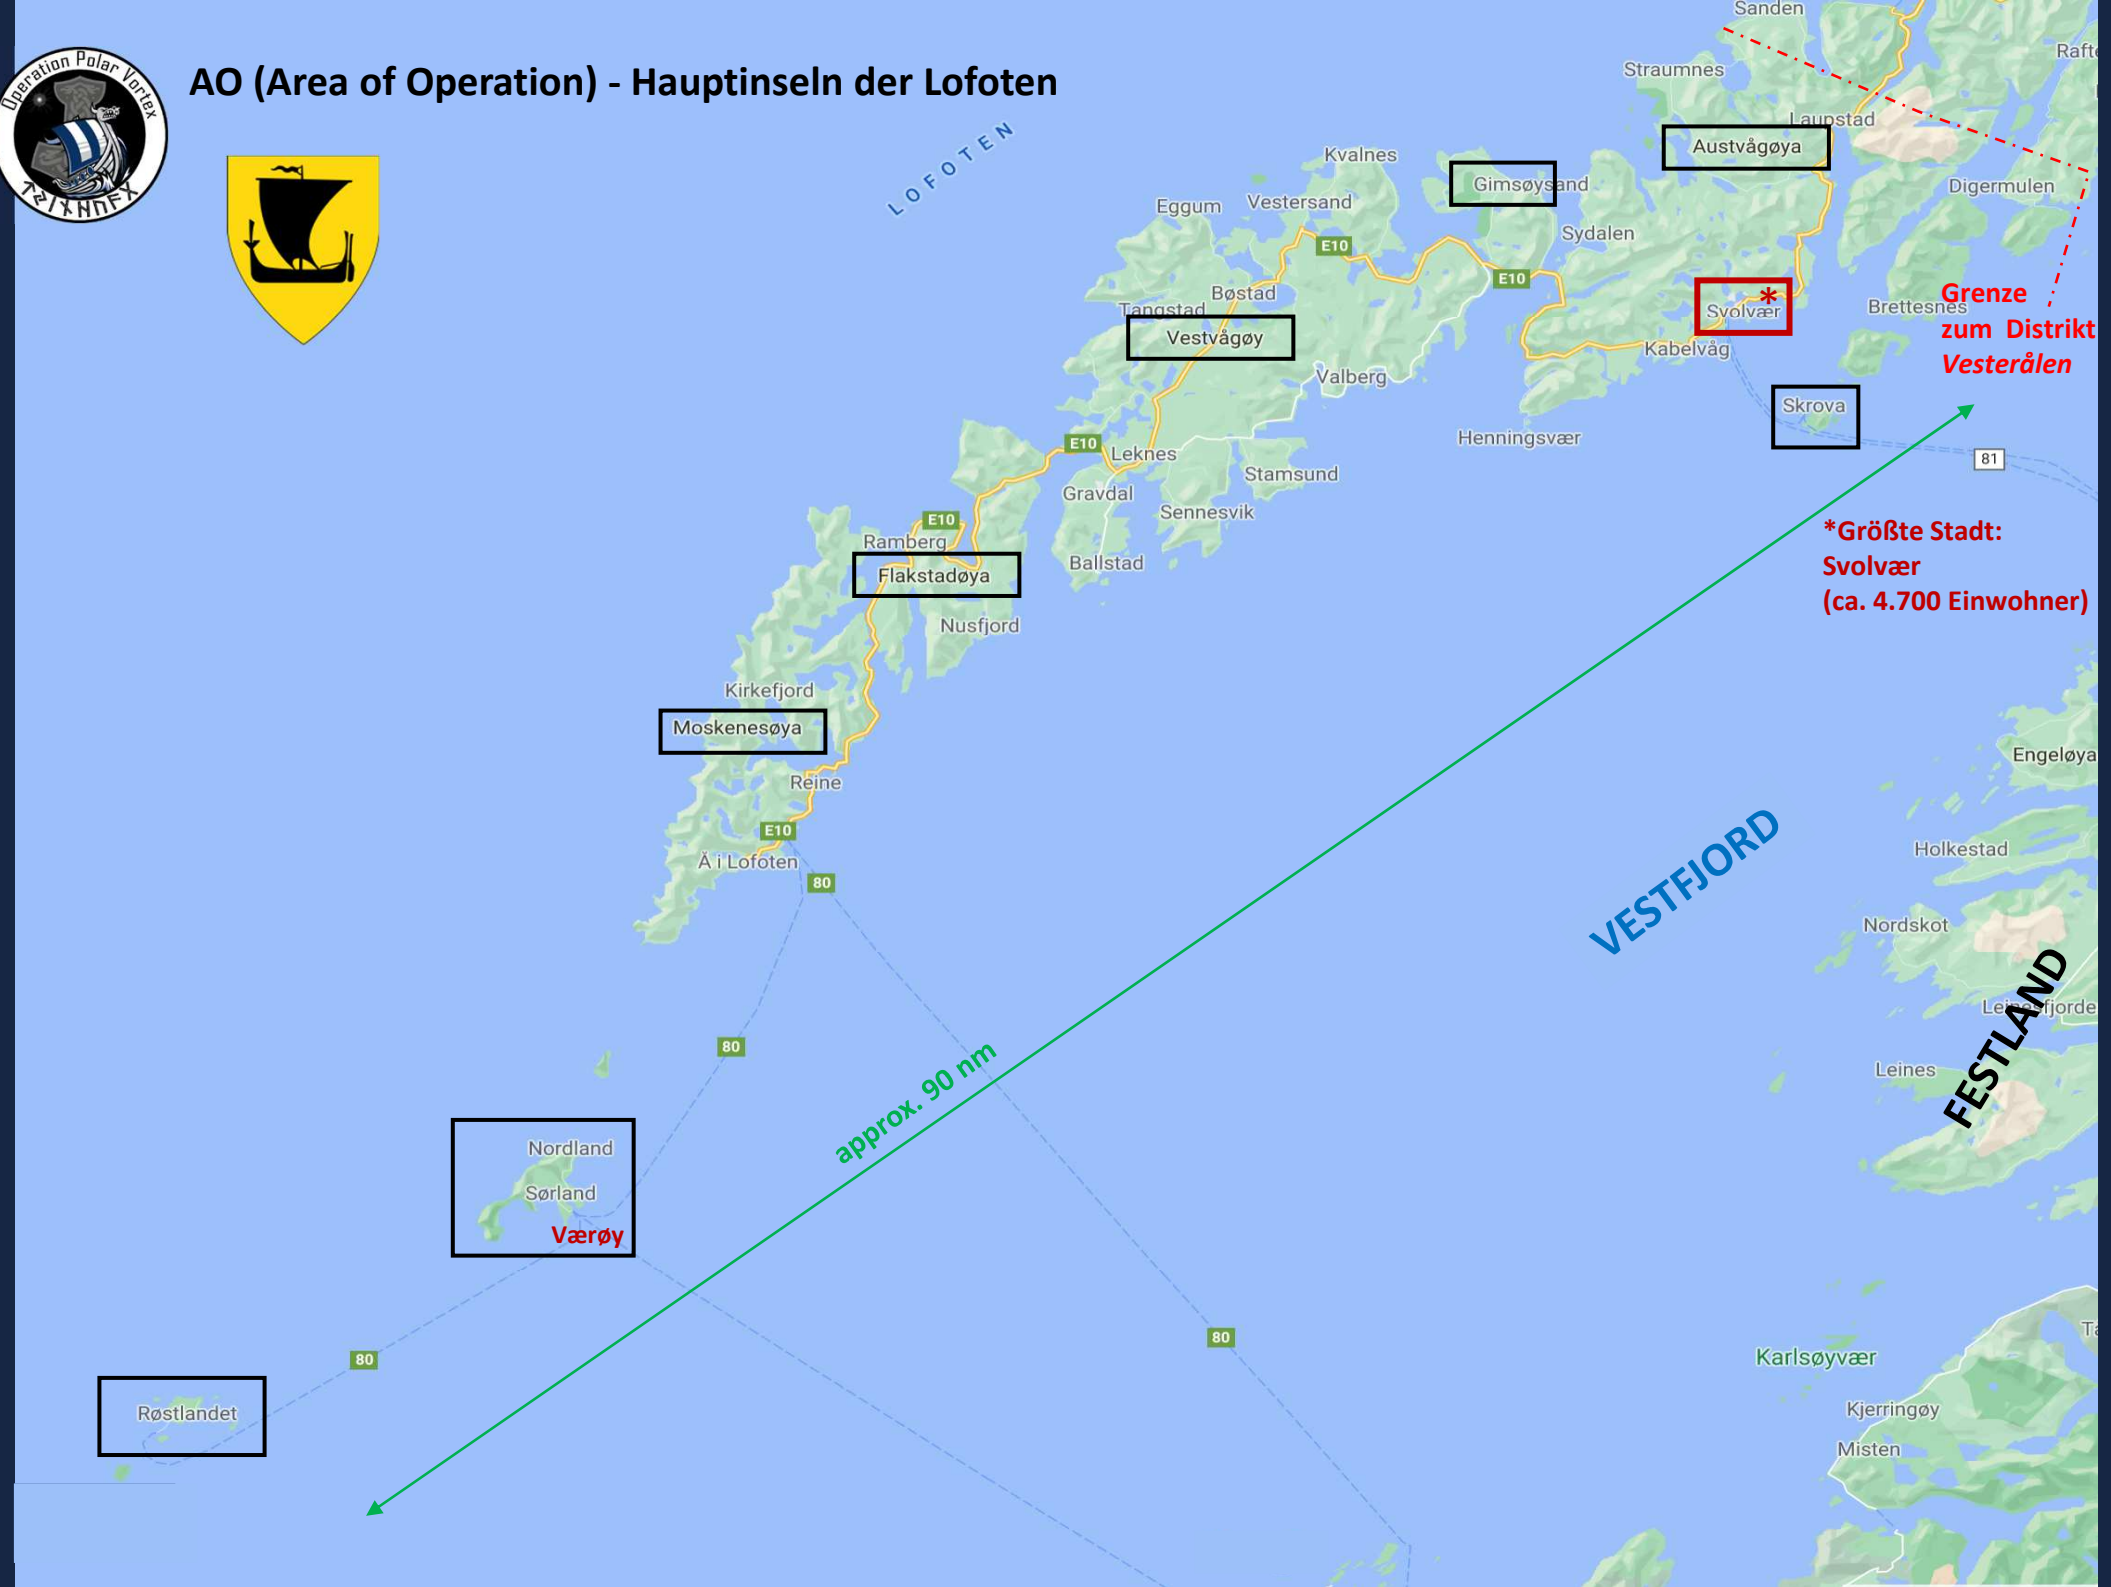 Operation Polar Vortex
AO (Area of Operation) - Hauptinseln der Lofoten
LOFOTEN
Sanden
Straumnes
Laupstad
Austvågøya
Kvalnes
Gimsøysand
Digermulen
Eggum
Vestersand
Sydalen
E10
E10
Bøstad
Tangstad
Svolvær
*
Brettesnes
Grenze
zum Distrikt
Vesterålen
Vestvågøy
Kabelvåg
Valberg
Skrova
Henningsvær
E10
Leknes
81
Stamsund
Gravdal
Sennesvik
E10
Ramberg
Ballstad
Flakstadøya
*Größte Stadt:
Svolvær
(ca. 4.700 Einwohner)
Nusfjord
Kirkefjord
Moskenesøya
Reine
Engeløya
E10
Å i Lofoten
80
VESTFJORD
Holkestad
Nordskot
FESTLAND
80
approx. 90 nm
Leines
Nordland
Sørland
Værøy
80
80
Karlsøyvær
Røstlandet
Kjerringøy
Misten